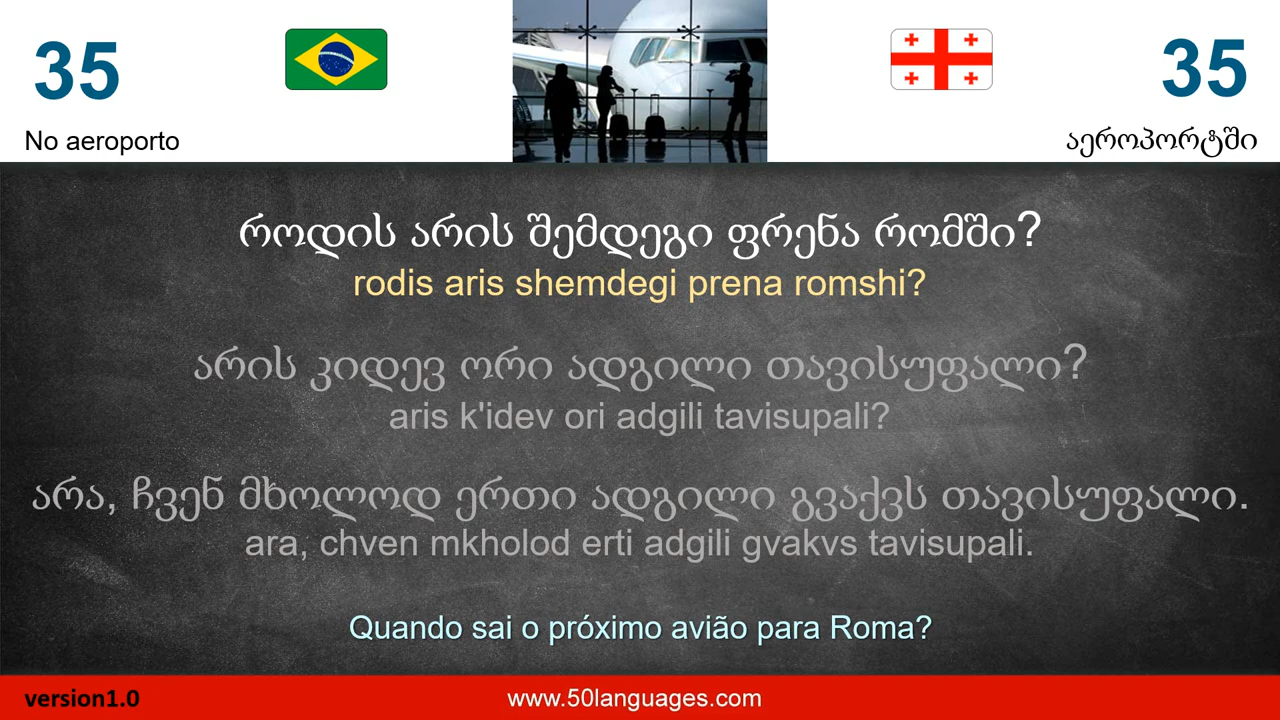 35
35
No aeroporto
აეროპორტში
როდის არის შემდეგი ფრენა რომში?
rodis aris shemdegi prena romshi?
არის კიდევ ორი ადგილი თავისუფალი?
aris k'idev ori adgili tavisupali?
არა, ჩვენ მხოლოდ ერთი ადგილი გვაქვს თავისუფალი.
ara, chven mkholod erti adgili gvakvs tavisupali.
Quando sai o próximo avião para Roma?
version1.0
www.50languages.com